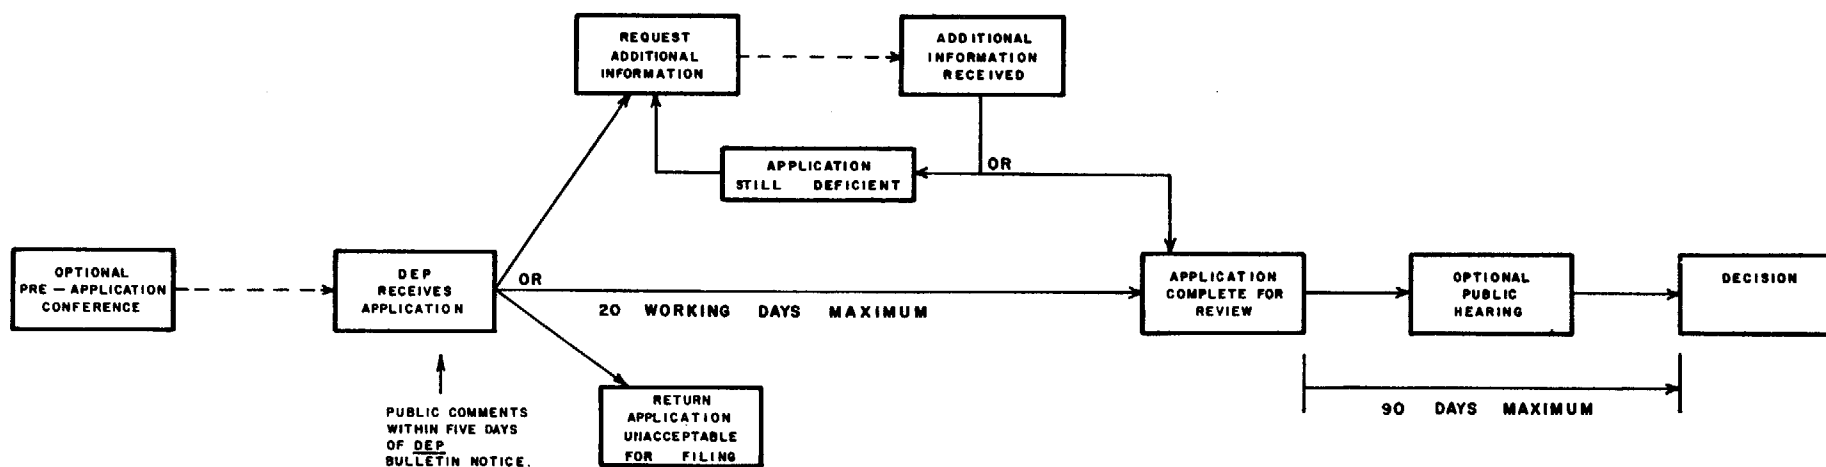 REQUEST
ADDITIONAL
INFORMATION
ADDITIONAL
INFORMATION
RECEIVED
APPLICATION
STILL DEFICIENT
OR
OPTIONAL
PRE-APPLICATION
CONFERENCE
DEP
RECEIVES
APPLICATION
OR
20 WORKING DAYS MAXIMUM
APPLICATION
COMPLETE FOR
REVIEW
OPTIONAL
PUBLIC
HEARING
DECISION
90 DAYS MAXIMUM
PUBLIC COMMENTS
WITHIN FIVE DAYS
OF DEP
BULLETIN NOTICE.
RETURN
APPLICATION
UNACCEPTABLE
FOR FILING